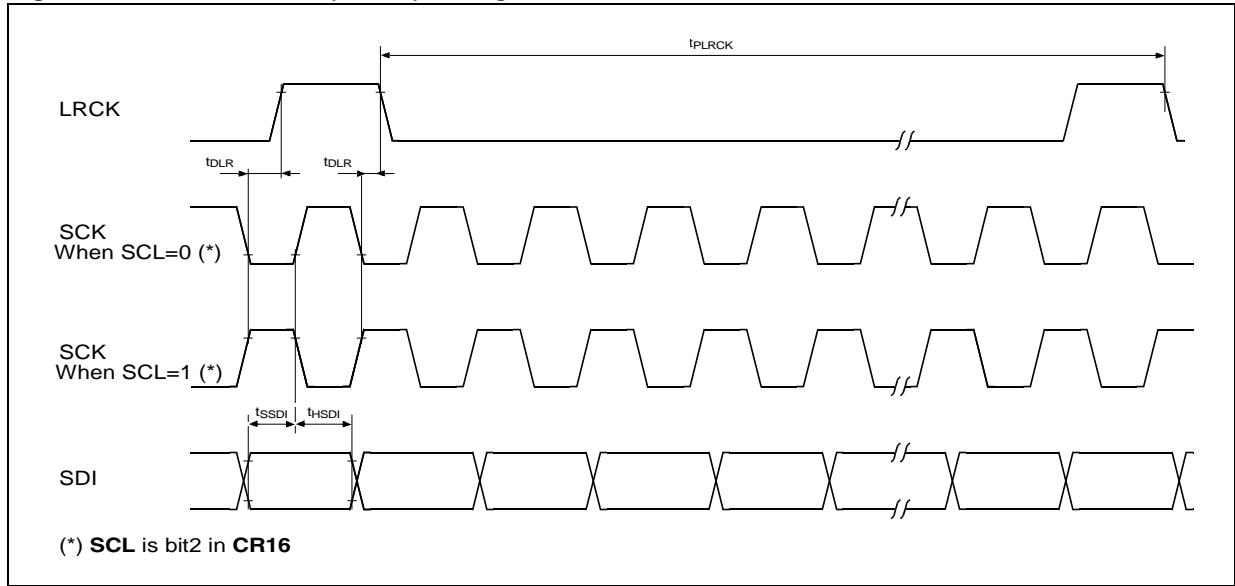 tPLRCK
LRCK
tDLR
tDLR
SCK
When SCL=0 (*)
SCK
When SCL=1 (*)
tSSDI
tHSDI
SDI
(*) SCL is bit2 in CR16